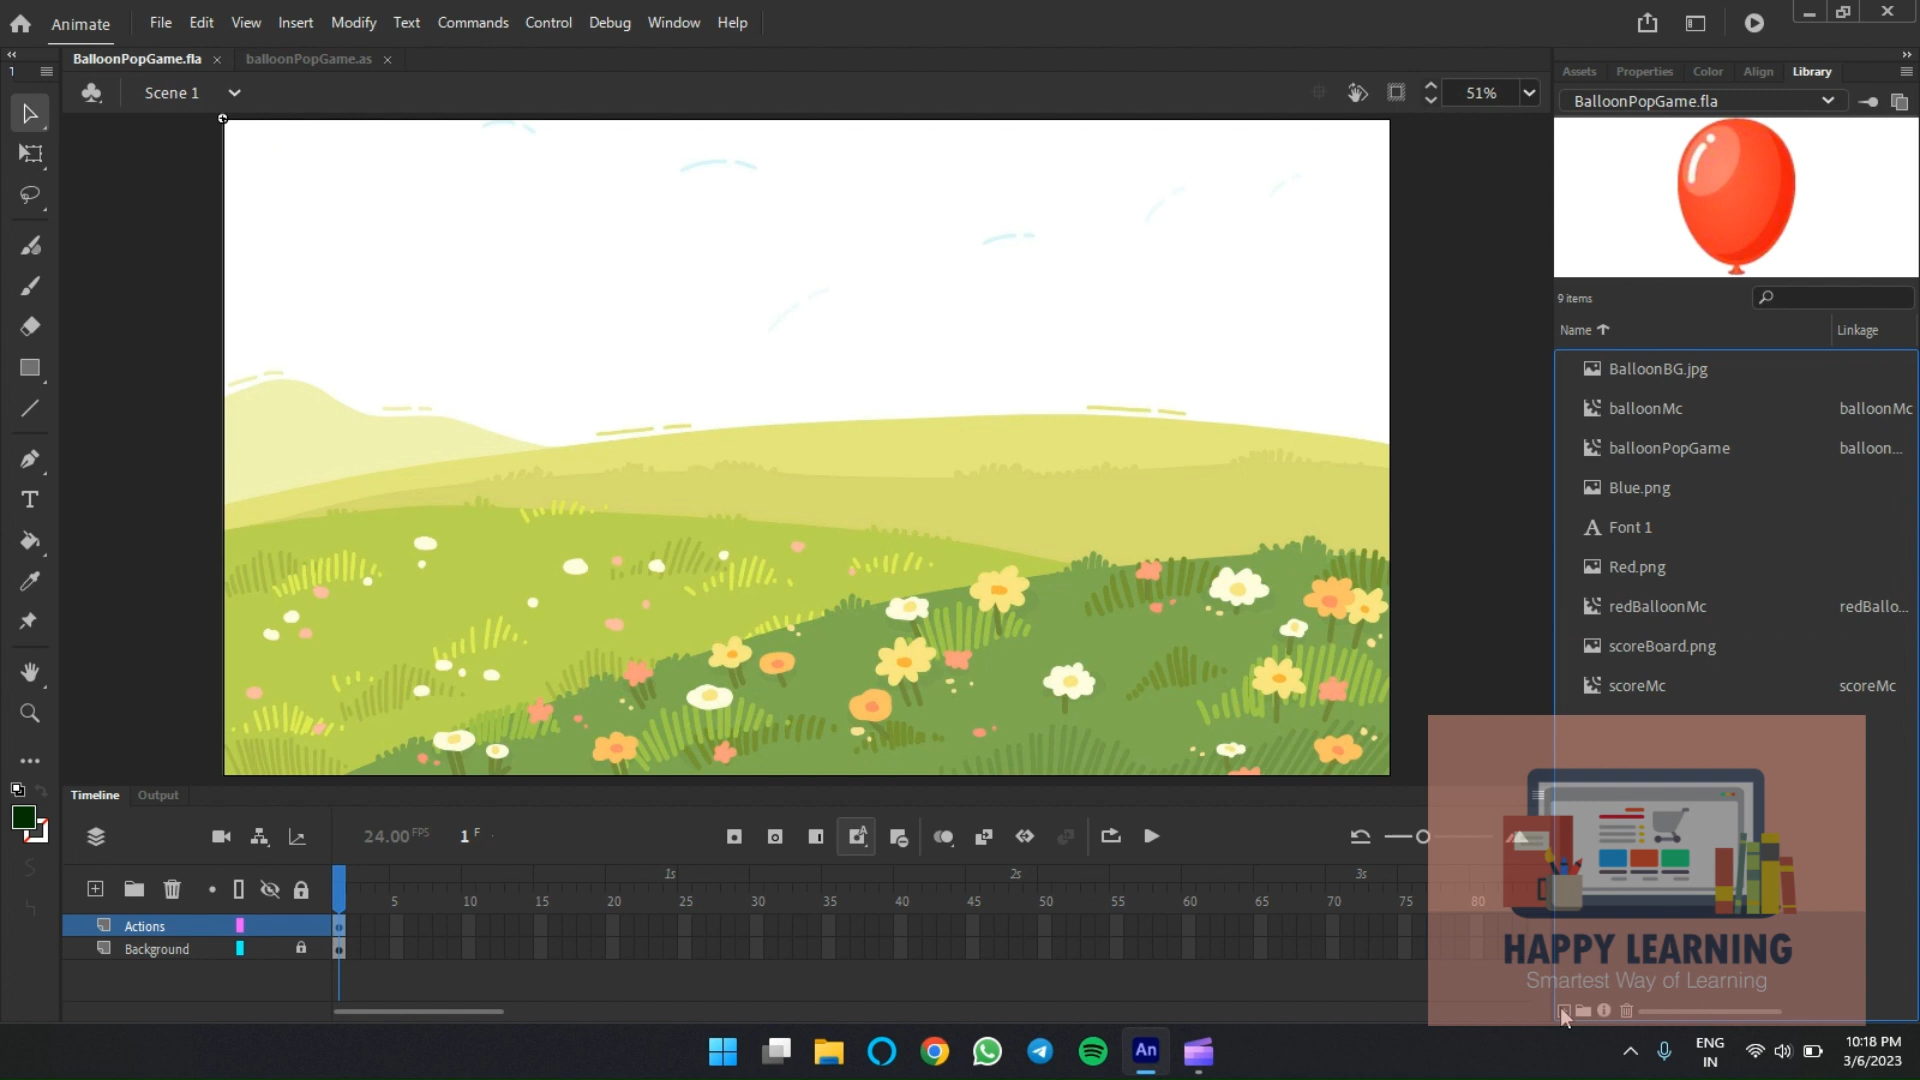 Animate
File Edit View Insert Modify Text Commands Control Debug Window Help
BalloonPopGame.fla
balloonPopGame.as
1
Scene 1
51%
Assets Properties Color Align Library
BalloonPopGame.fla
9 items
Name
Linkage
BalloonBG.jpg
balloonMc balloonMc
balloonPopGame balloon...
Blue.png
Font 1
Red.png
redBalloonMc redBallo...
scoreBoard.png
scoreMc scoreMc
Timeline Output
24.00 FPS 1 F
1s 2s 3s
5 10 15 20 25 30 35 40 45 50 55 60 65 70 75 80
Actions
Background
HAPPY LEARNING
Smartest Way of Learning
An
ENG
IN
10:18 PM
3/6/2023